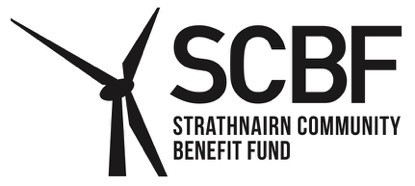 SCBF
STRATHNAIRN COMMUNITY
BENEFIT FUND